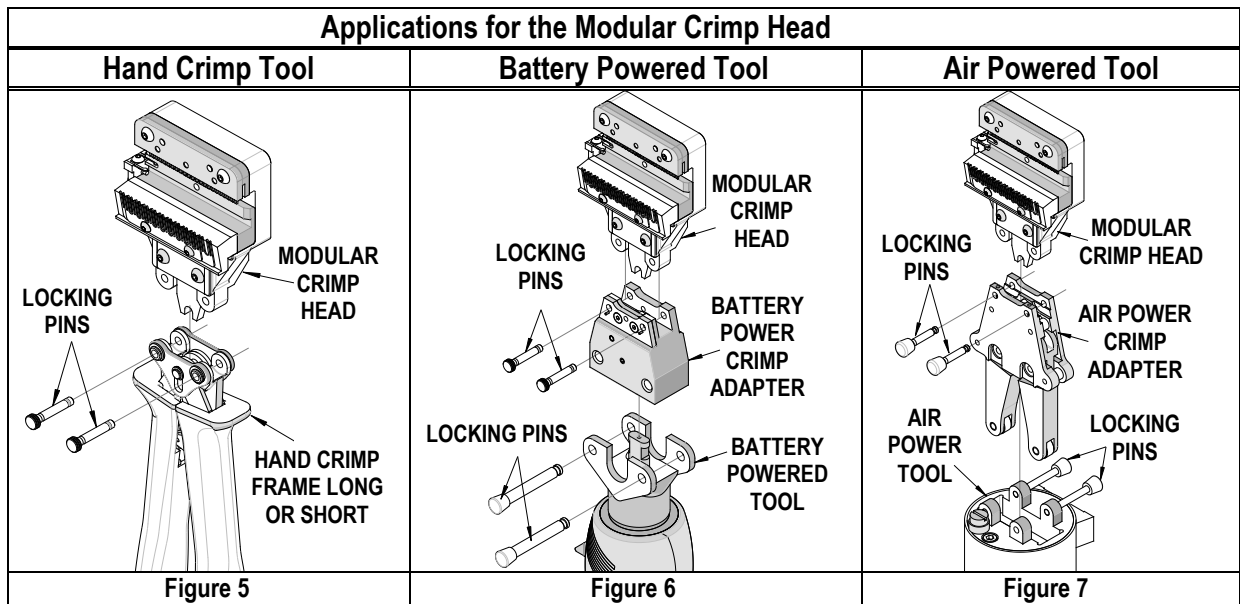 Applications for the Modular Crimp Head
Hand Crimp Tool
Battery Powered Tool
Air Powered Tool
MODULAR
CRIMP
HEAD
LOCKING
PINS
HAND CRIMP
FRAME LONG
OR SHORT
MODULAR
CRIMP
HEAD
LOCKING
PINS
BATTERY
POWER
CRIMP
ADAPTER
LOCKING PINS
BATTERY
POWERED
TOOL
MODULAR
CRIMP HEAD
LOCKING
PINS
AIR POWER
CRIMP
ADAPTER
AIR
POWER
TOOL
LOCKING
PINS
Figure 5
Figure 6
Figure 7